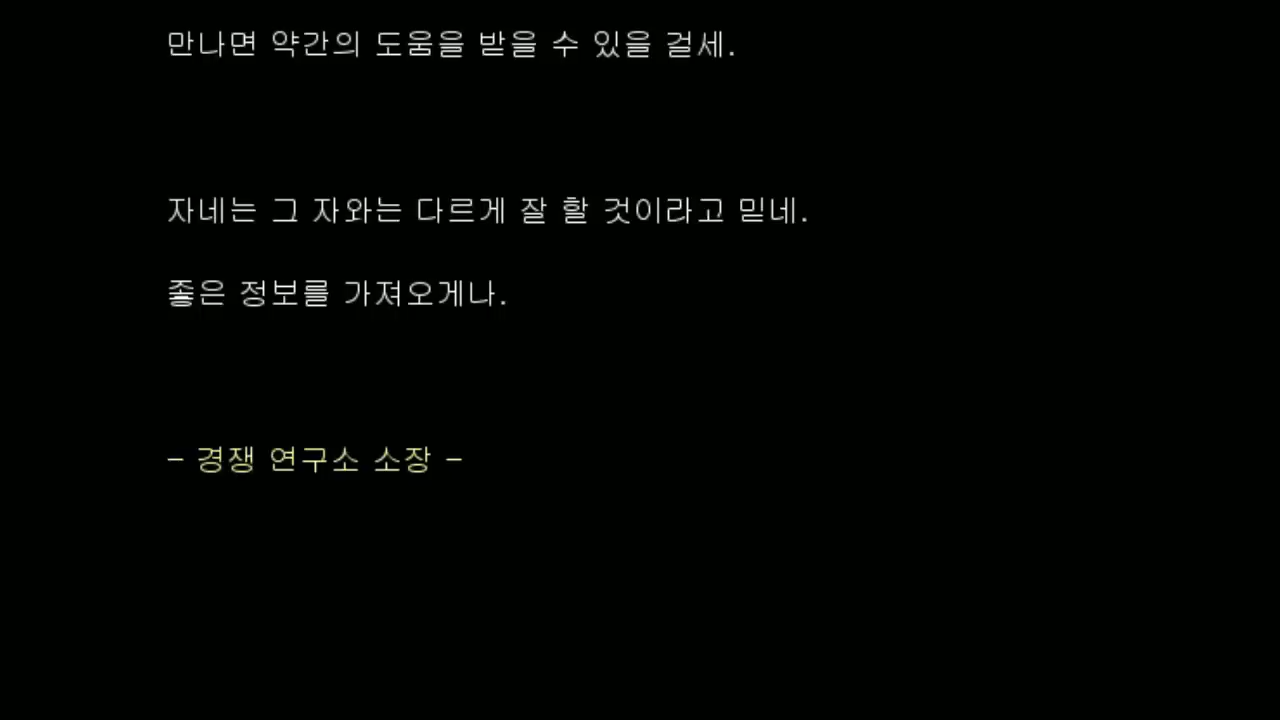 만나면 약간의 도움을 받을 수 있을 걸세.
자네는 그 자와는 다르게 잘 할 것이라고 믿네.
좋은 정보를 가져오게나.
- 경쟁 연구소 소장 -